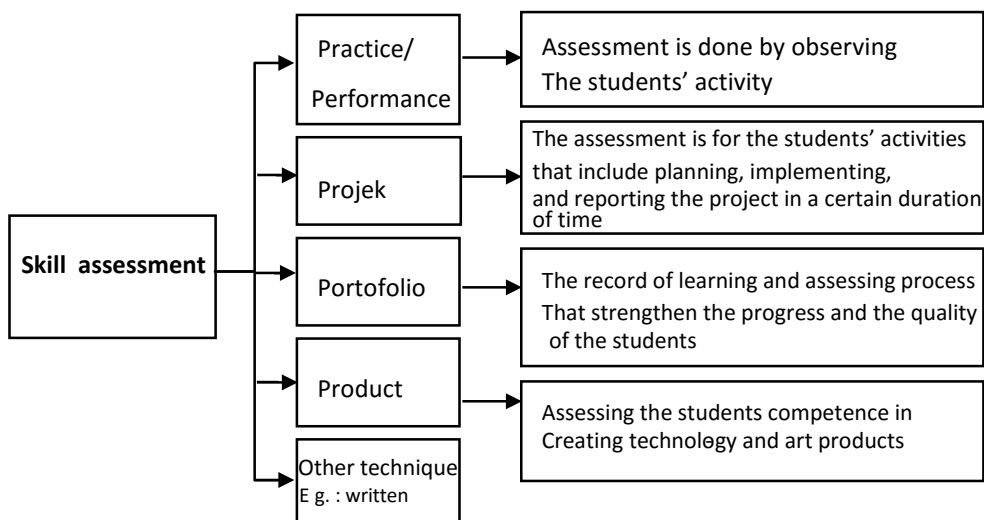 Skill assessment
Practice/
Performance
Assessment is done by observing
The students’ activity
Projek
The assessment is for the students’ activities
that include planning, implementing,
and reporting the project in a certain duration
of time
Portofolio
The record of learning and assessing process
That strengthen the progress and the quality
of the students
Product
Assessing the students competence in
Creating technology and art products
Other technique
E g. : written